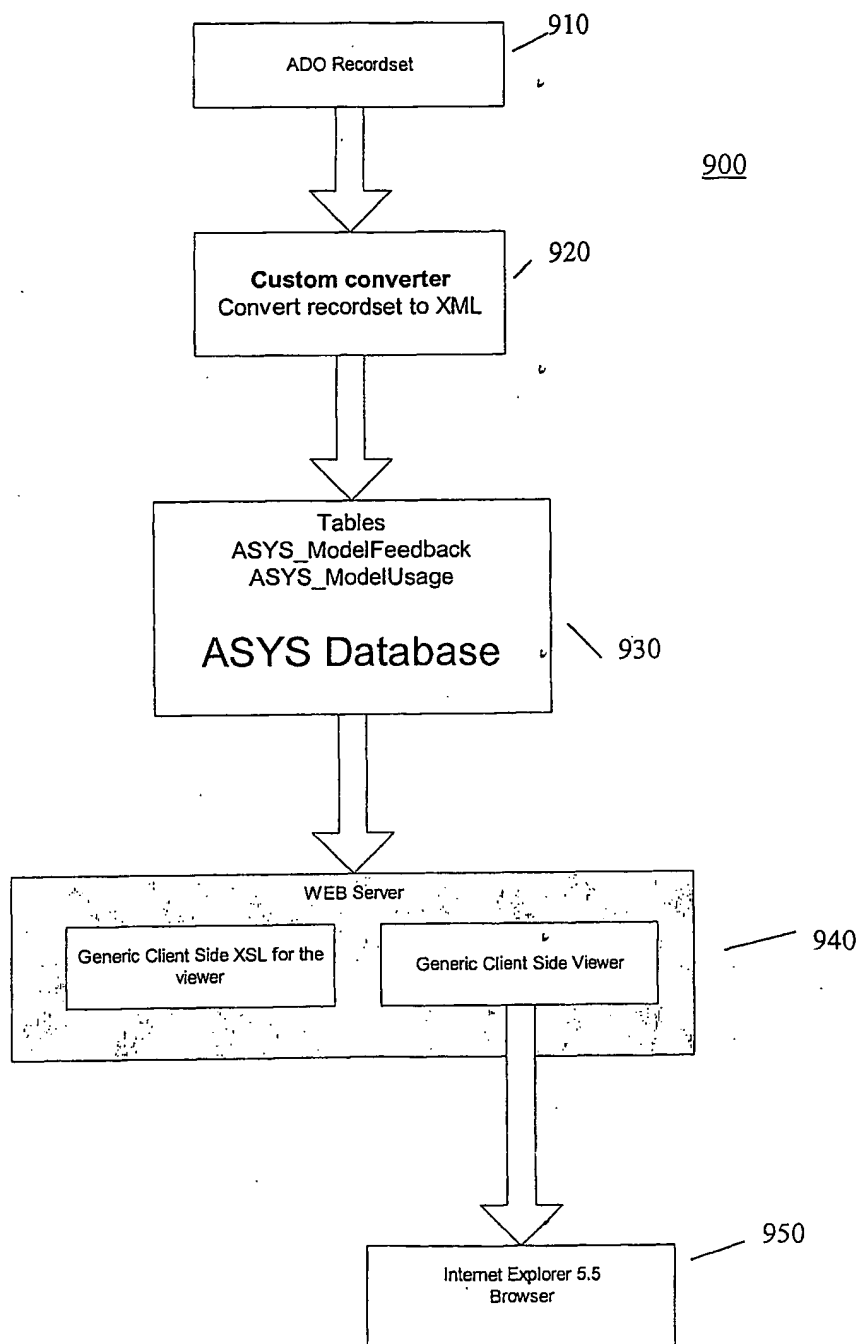 910
ADO Recordset
900
920
Custom converter
Convert recordset to XML
Tables
ASYS_ModelFeedback
ASYS_ModelUsage
ASYS Database
930
WEB Server
Generic Client Side XSL for the
viewer
Generic Client Side Viewer
940
950
Internet Explorer 5.5
Browser